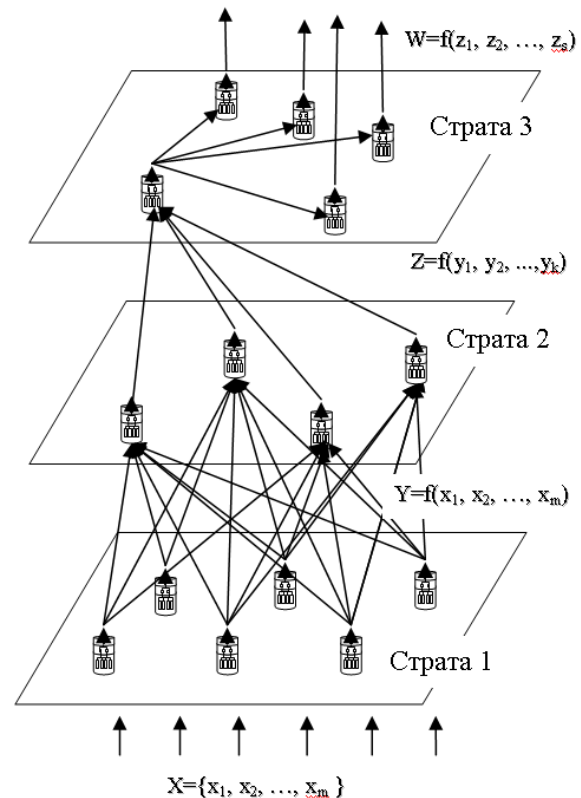 W=f(z₁, z₂, …, zₛ)
Страта 3
Z=f(y₁, y₂, ...,yₖ)
Страта 2
Y=f(x₁, x₂, …, xₘ)
Страта 1
X={x₁, x₂, …, xₘ }